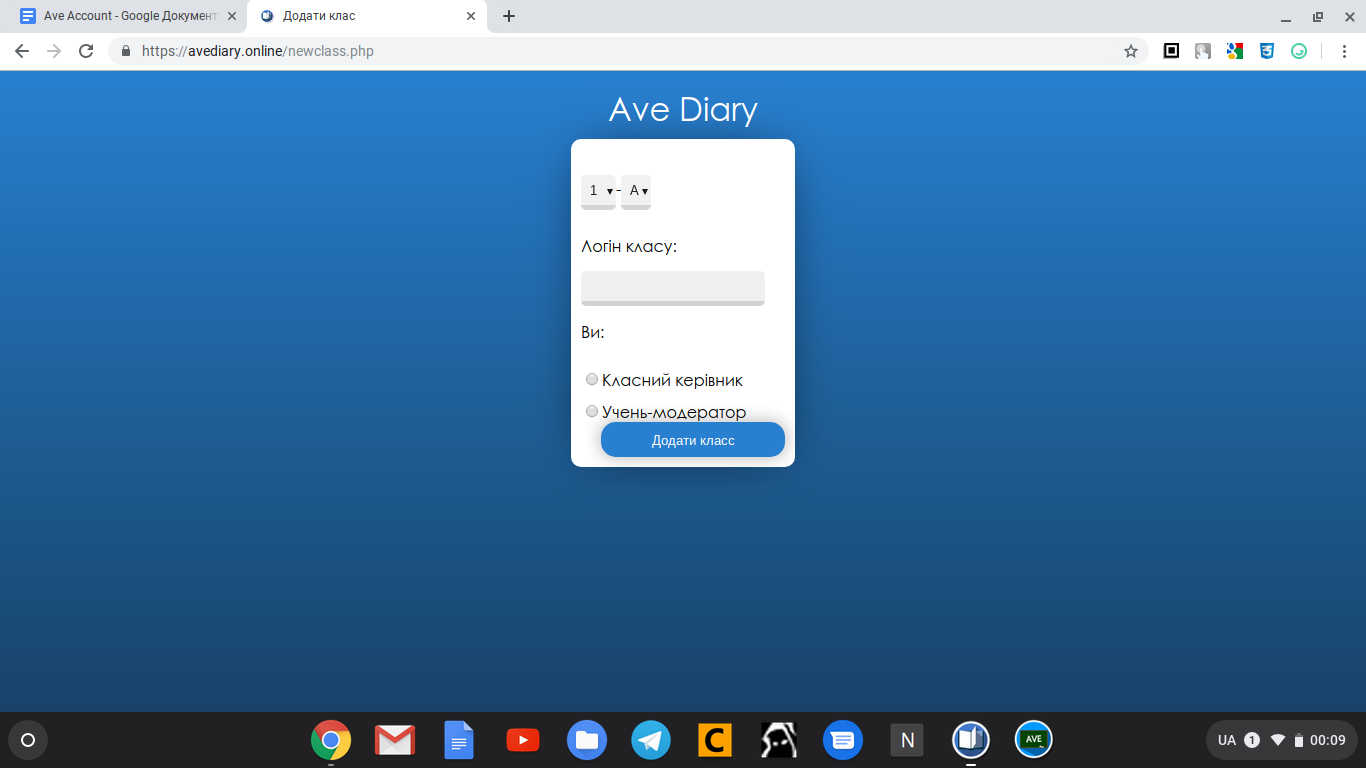 Ave Account - Google Документ
Додати клас
https://avediary.online/newclass.php
Ave Diary
1 - А
Логін класу:
Ви:
Класний керівник
Учень-модератор
Додати класс
C
N
AVE
UA 1 00:09